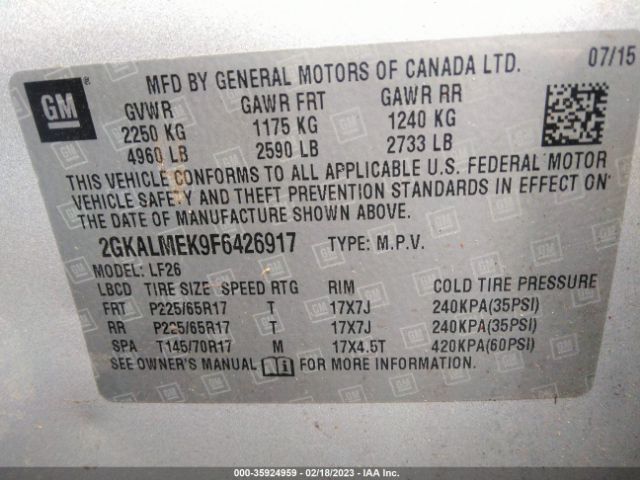 07/15
MFD BY GENERAL MOTORS OF CANADA LTD.
GM ®
GVWR GAWR FRT GAWR RR
2250 KG 1175 KG 1240 KG
4960 LB 2590 LB 2733 LB
THIS VEHICLE CONFORMS TO ALL APPLICABLE U.S. FEDERAL MOTOR
VEHICLE SAFETY AND THEFT PREVENTION STANDARDS IN EFFECT ON
THE DATE OF MANUFACTURE SHOWN ABOVE.
2GKALMEK9F6426917 TYPE: M.P.V.
MODEL: LF26
LBCD TIRE SIZE SPEED RTG RIM COLD TIRE PRESSURE
FRT P225/65R17 T 17X7J 240KPA(35PSI)
RR P225/65R17 T 17X7J 240KPA(35PSI)
SPA T145/70R17 M 17X4.5T 420KPA(60PSI)
SEE OWNER'S MANUAL FOR MORE INFORMATION.
000-35924959 - 02/18/2023 - IAA Inc.